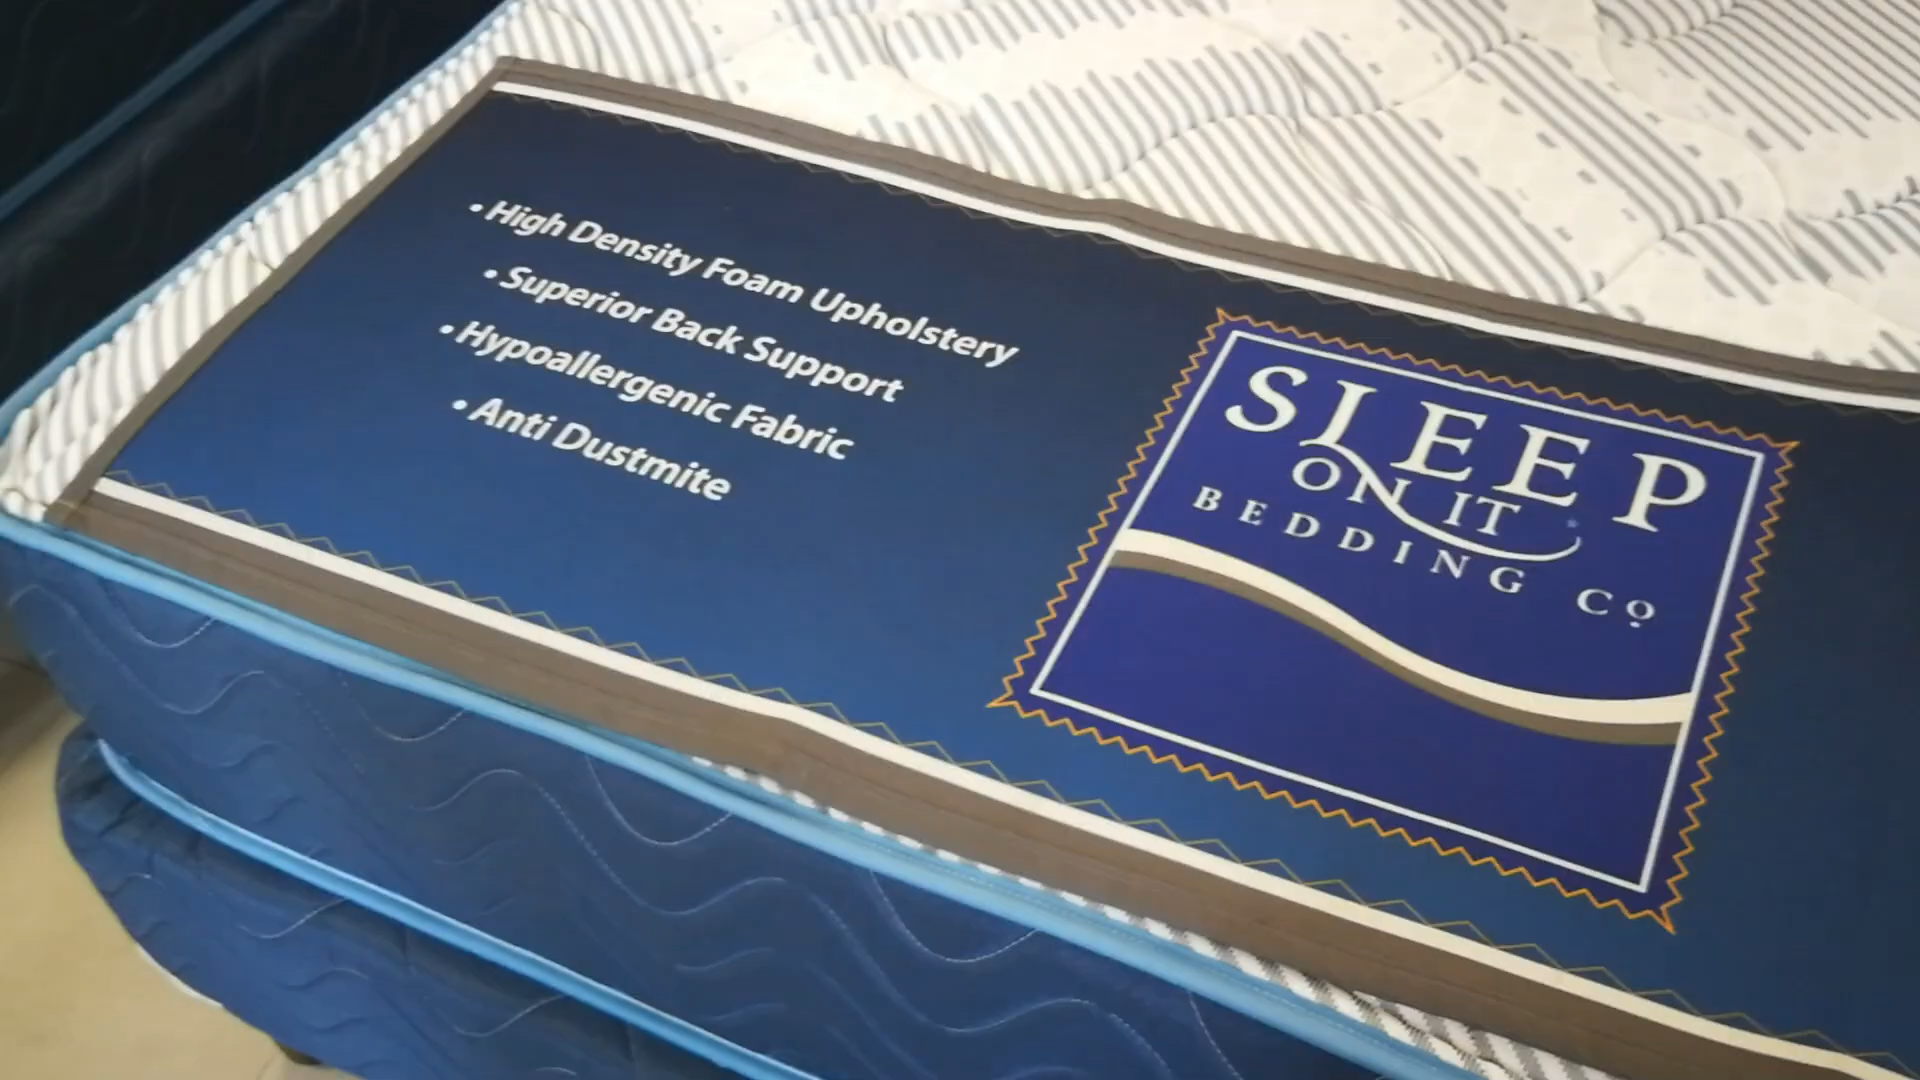 • High Density Foam Upholstery
• Superior Back Support
• Hypoallergenic Fabric
• Anti Dustmite
SLEEP
ON IT
BEDDING Co